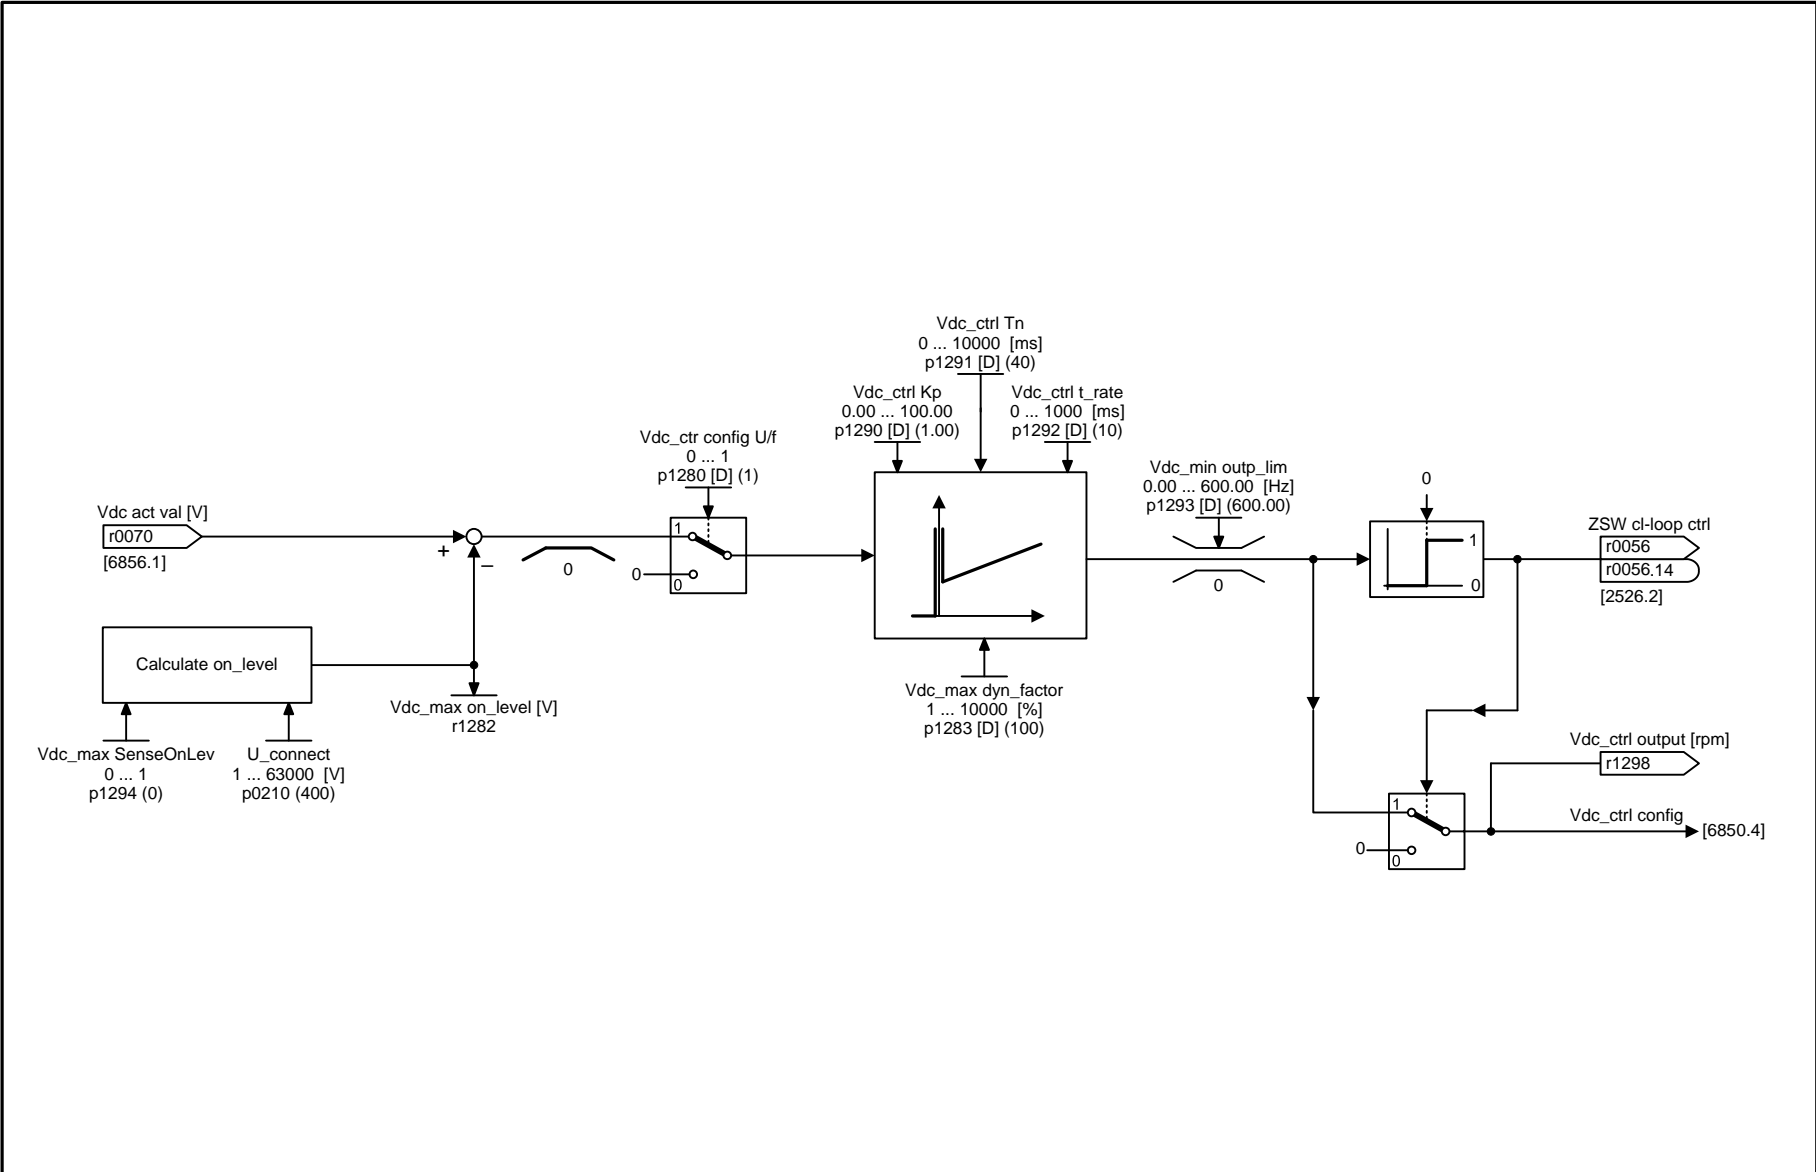 Vdc_ctrl Tn
0 ... 10000 [ms]
p1291 [D] (40)
Vdc_ctrl Kp
0.00 ... 100.00
p1290 [D] (1.00)
Vdc_ctrl t_rate
0 ... 1000 [ms]
p1292 [D] (10)
Vdc_ctr config U/f
0 ... 1
p1280 [D] (1)
Vdc_min outp_lim
0.00 ... 600.00 [Hz]
p1293 [D] (600.00)
0
Vdc act val [V]
r0070
[6856.1]
+
–
0
1
0
0
0
1
0
ZSW cl-loop ctrl
r0056
r0056.14
[2526.2]
Calculate on_level
Vdc_max on_level [V]
r1282
Vdc_max SenseOnLev
0 ... 1
p1294 (0)
U_connect
1 ... 63000 [V]
p0210 (400)
Vdc_max dyn_factor
1 ... 10000 [%]
p1283 [D] (100)
Vdc_ctrl output [rpm]
r1298
1
0
0
Vdc_ctrl config
[6850.4]